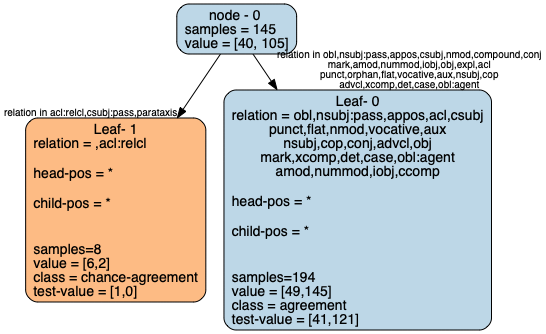 node - 0
samples = 145
value = [40, 105]
relation in obl,nsubj:pass,appos,csubj,nmod,compound,conj
mark,amod,nummod,iobj,obj,expl,acl
punct,orphan,flat,vocative,aux,nsubj,cop
advcl,xcomp,det,case,obl:agent
relation in acl:relcl,csubj:pass,parataxis
Leaf- 1
relation = ,acl:relcl
head-pos = *
child-pos = *
samples=8
value = [6,2]
class = chance-agreement
test-value = [1,0]
Leaf- 0
relation = obl,nsubj:pass,appos,acl,csubj
punct,flat,nmod,vocative,aux
nsubj,cop,conj,advcl,obj
mark,xcomp,det,case,obl:agent
amod,nummod,iobj,ccomp
head-pos = *
child-pos = *
samples=194
value = [49,145]
class = agreement
test-value = [41,121]